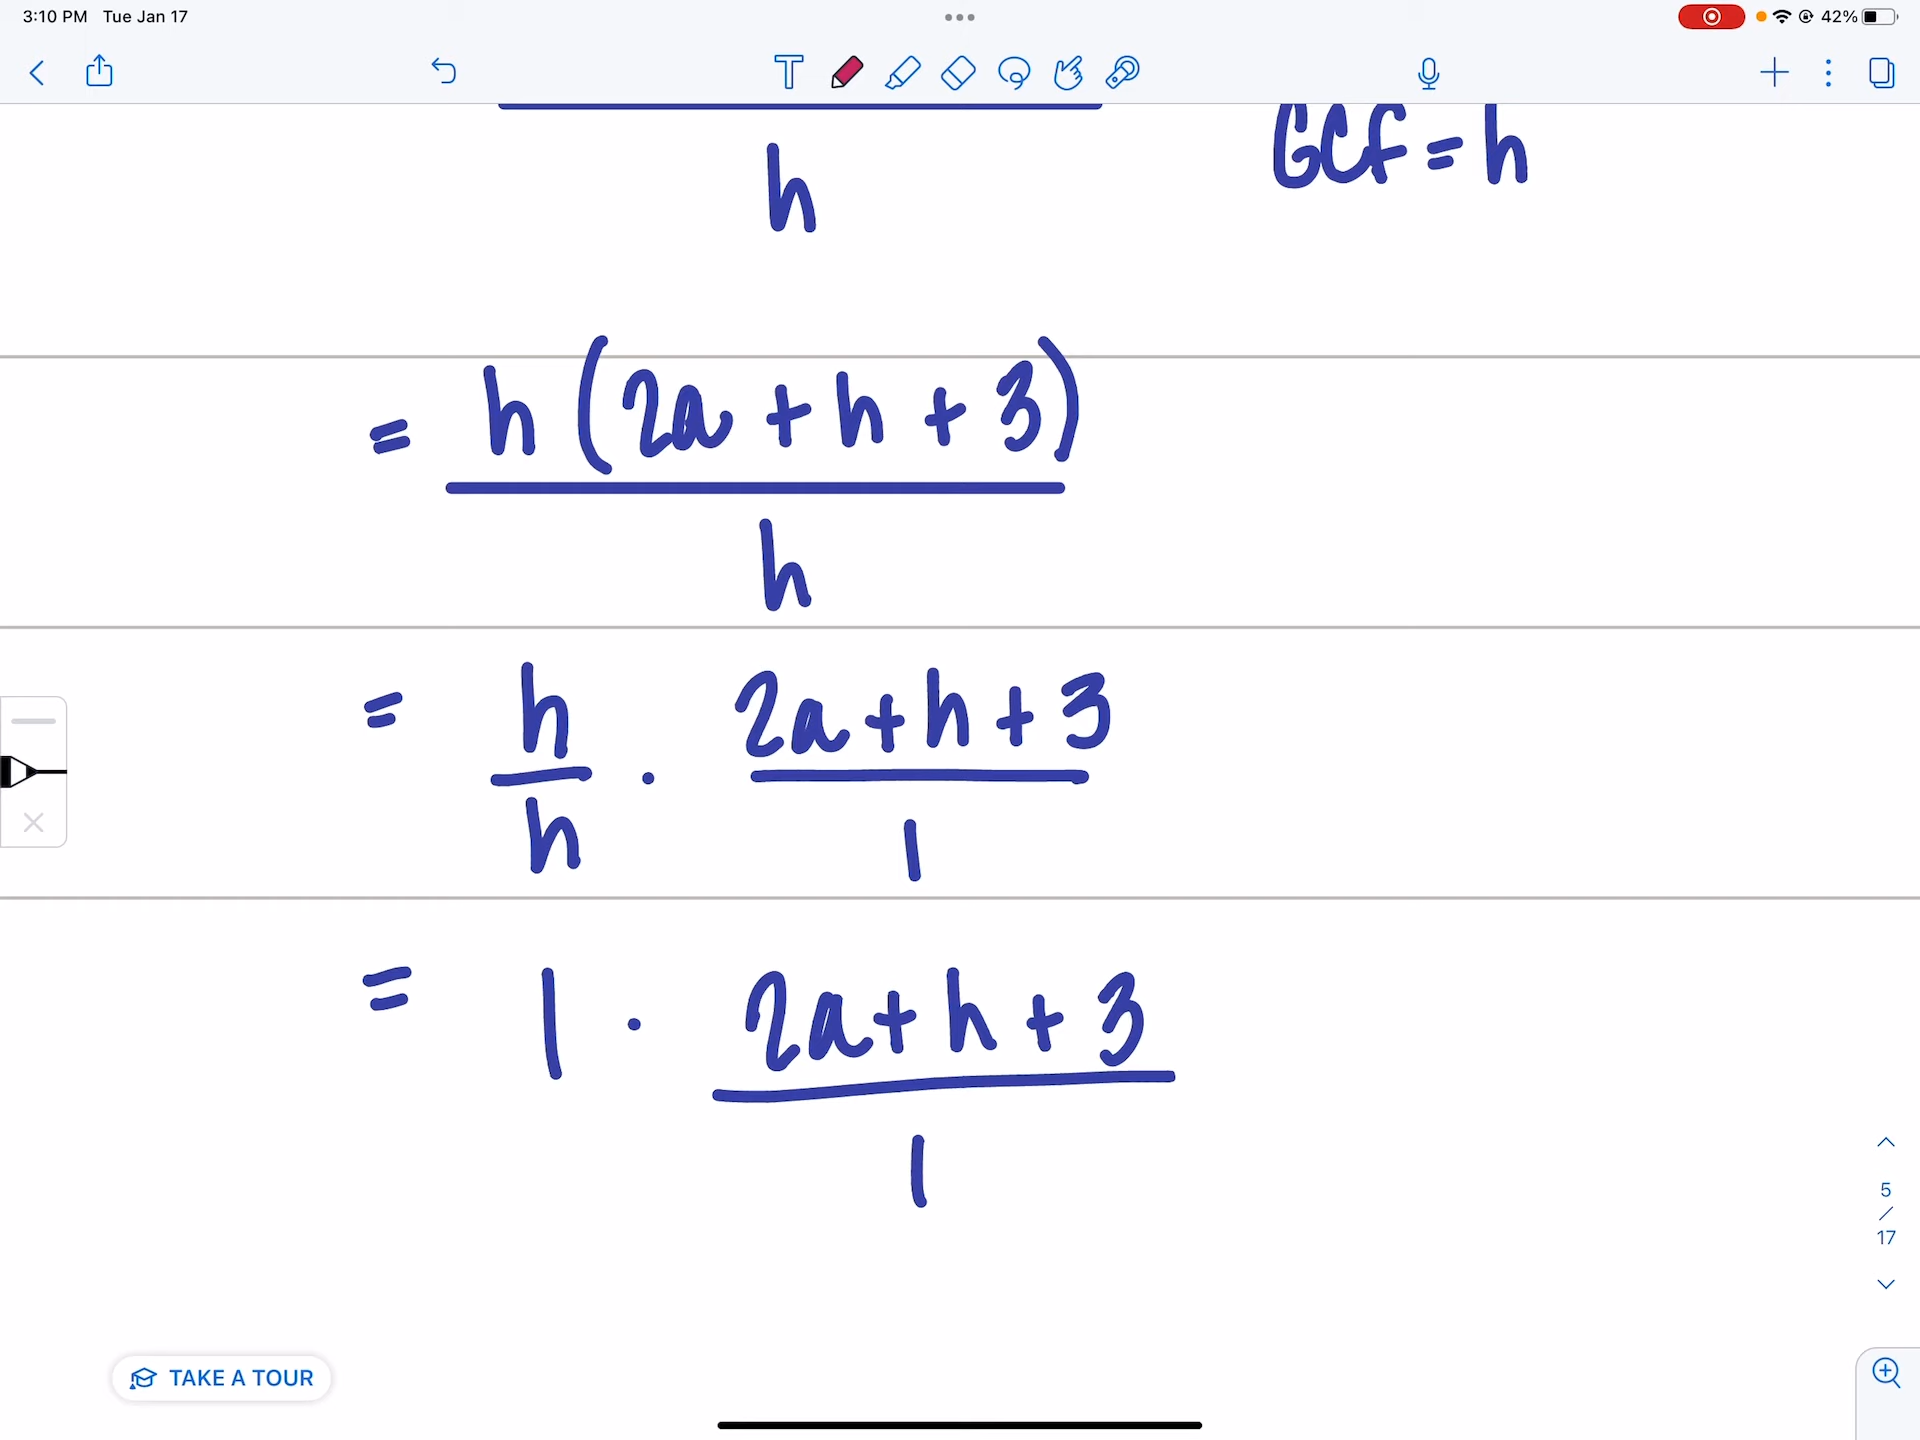 3:10 PM Tue Jan 17
42%
T
h
GCF = h
= h(2a + h + 3)
h
= h/h · (2a + h + 3)/1
= 1 · (2a + h + 3)/1
5
/
17
TAKE A TOUR